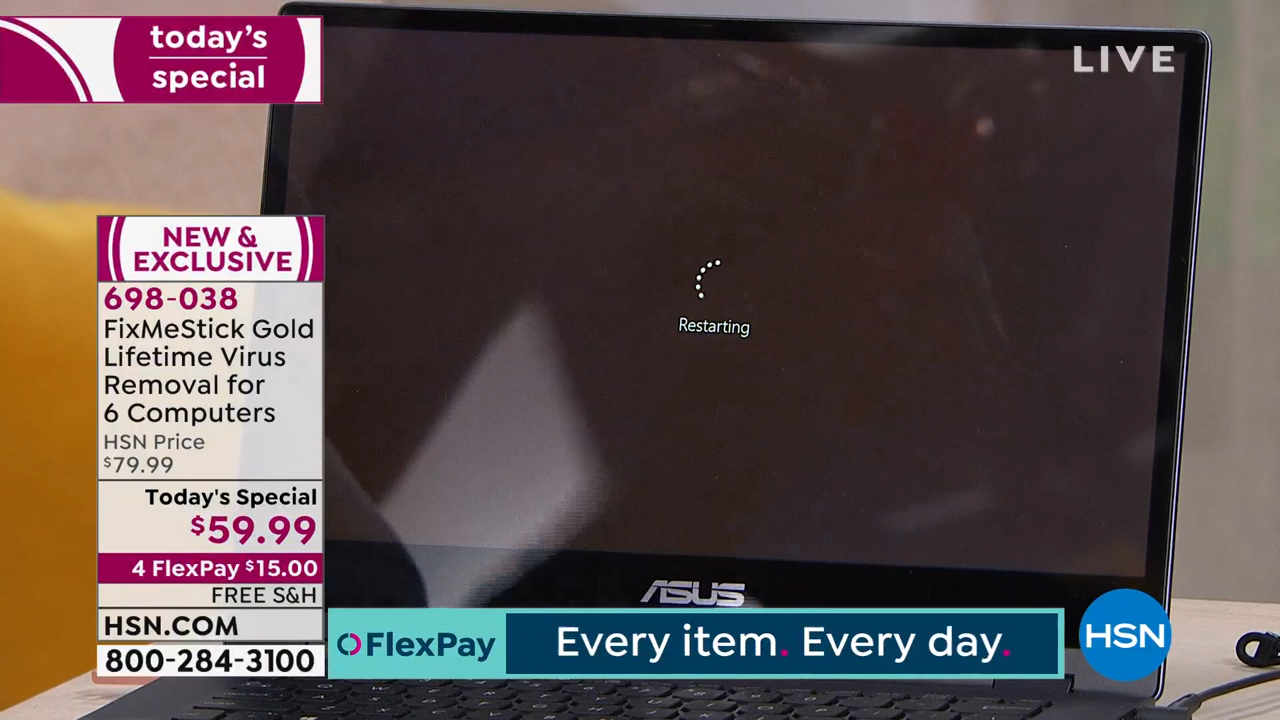 today's
special
LIVE
NEW &
EXCLUSIVE
698-038
FixMeStick Gold
Lifetime Virus
Removal for
6 Computers
HSN Price
$79.99
Today's Special
$59.99
4 FlexPay $15.00
FREE S&H
HSN.COM
800-284-3100
Restarting
ASUS
FlexPay
Every item. Every day.
HSN